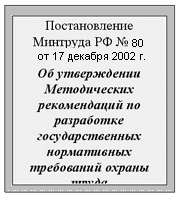 Постановление
Минтруда РФ № 80
от 17 декабря 2002 г.
Об утверждении
Методических
рекомендаций по
разработке
государственных
нормативных
требований охраны
труда